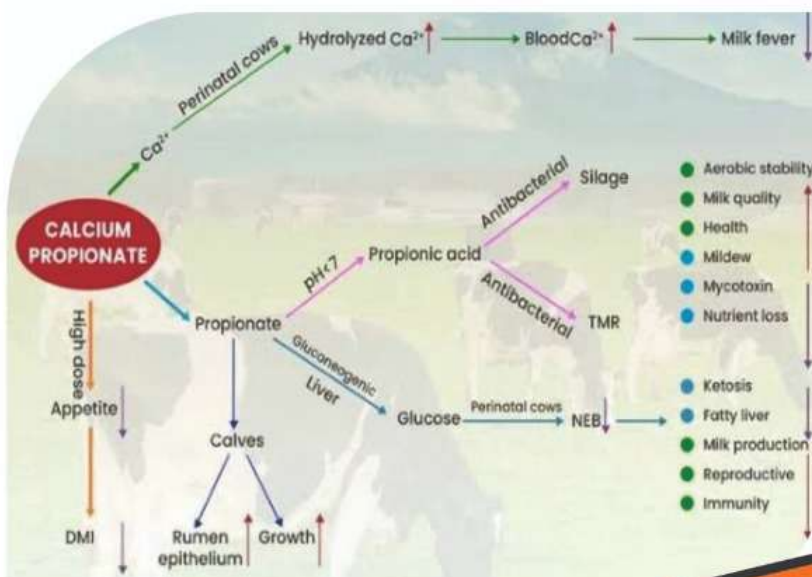 Hydrolyzed Ca²⁺
BloodCa²⁺
Milk fever
Perinatal cows
Ca²⁺
CALCIUM
PROPIONATE
Antibacterial
Silage
pH<7
Propionic acid
Antibacterial
TMR
Propionate
Gluconeogenic
Liver
Glucose
Perinatal cows
NEB
High dose
Appetite
DMI
Calves
Rumen
epithelium
Growth
Aerobic stability
Milk quality
Health
Mildew
Mycotoxin
Nutrient loss
Ketosis
Fatty liver
Milk production
Reproductive
Immunity